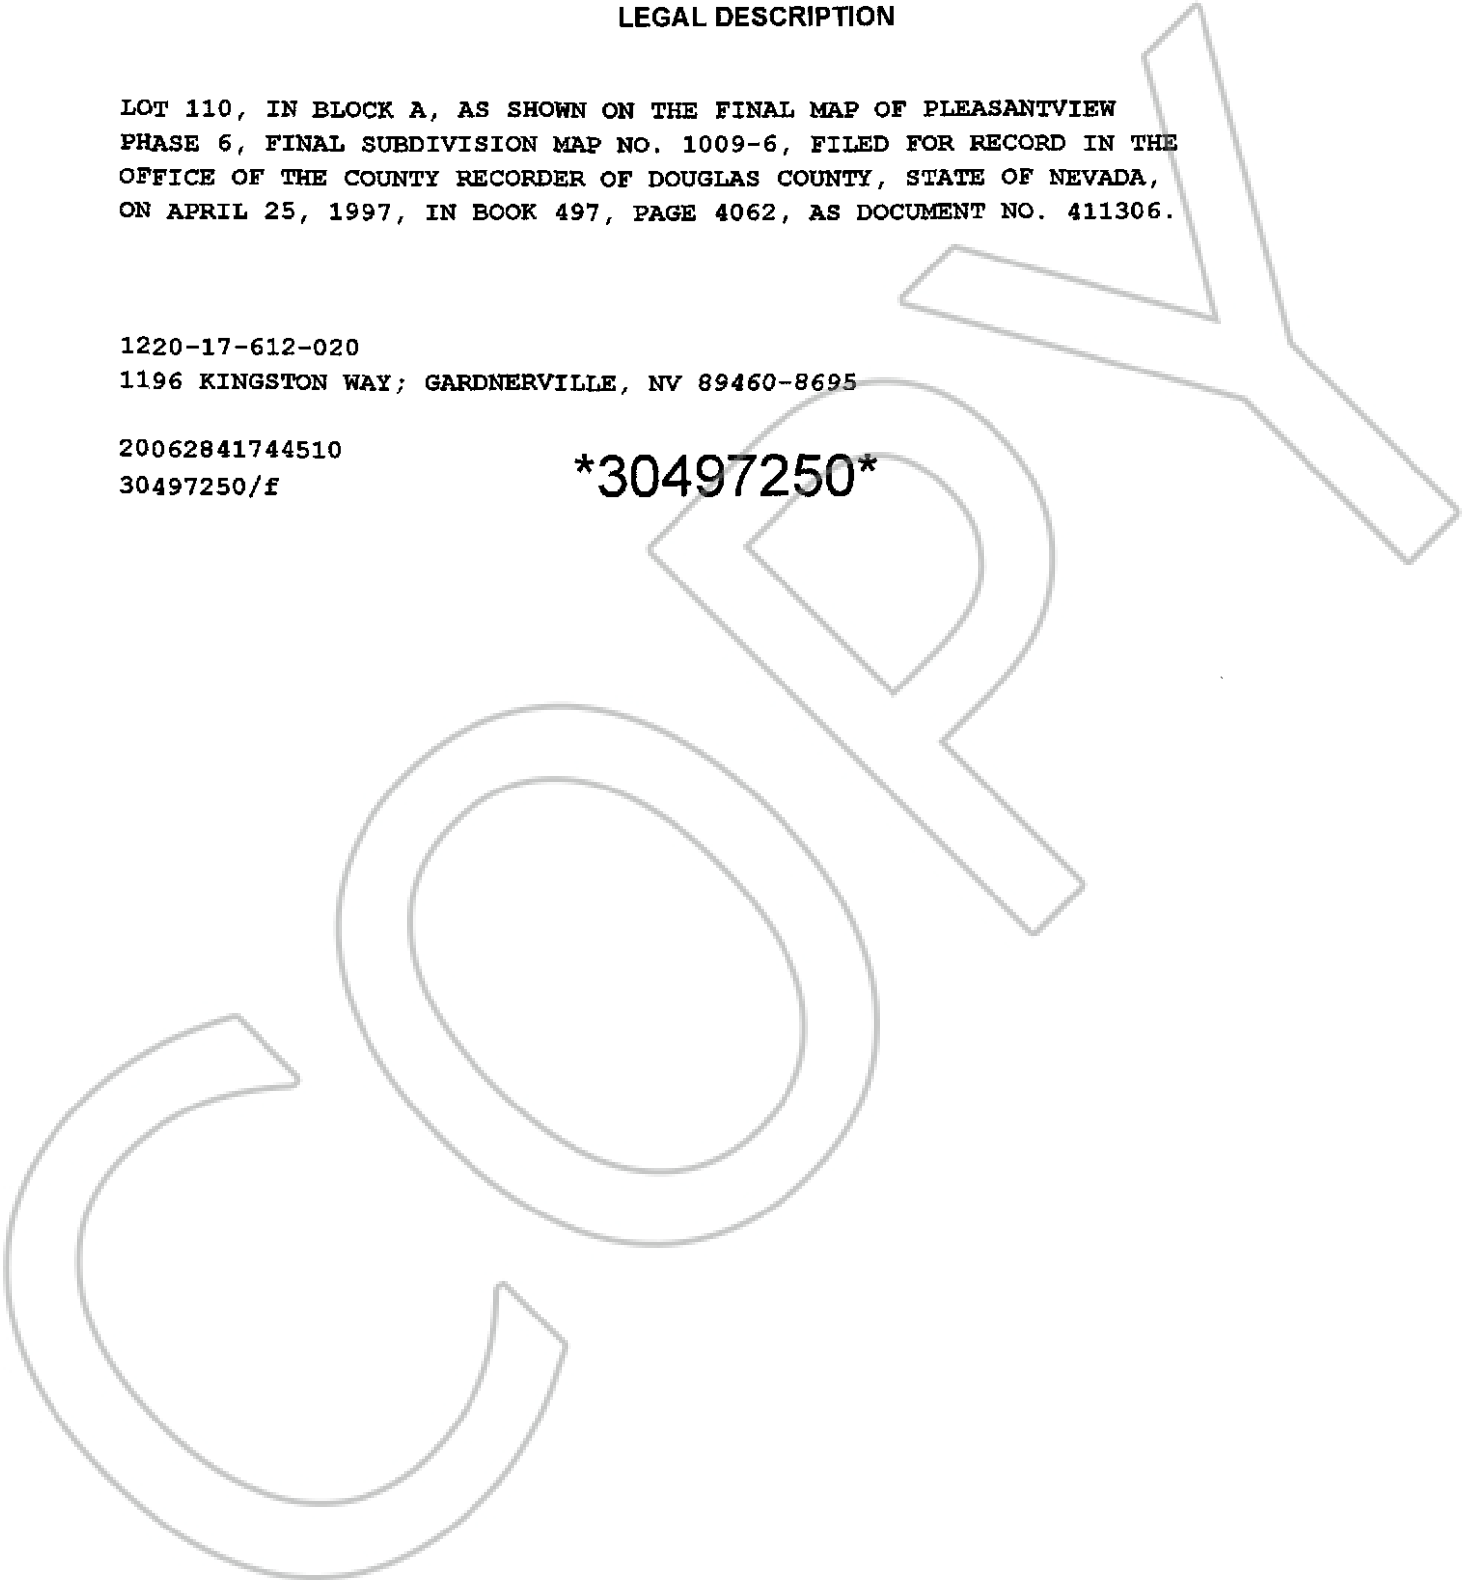 LEGAL DESCRIPTION
LOT 110, IN BLOCK A, AS SHOWN ON THE FINAL MAP OF PLEASANTVIEW
PHASE 6, FINAL SUBDIVISION MAP NO. 1009-6, FILED FOR RECORD IN THE
OFFICE OF THE COUNTY RECORDER OF DOUGLAS COUNTY, STATE OF NEVADA,
ON APRIL 25, 1997, IN BOOK 497, PAGE 4062, AS DOCUMENT NO. 411306.
1220-17-612-020
1196 KINGSTON WAY; GARDNERVILLE, NV 89460-8695
20062841744510
30497250/f
*30497250*
COPY